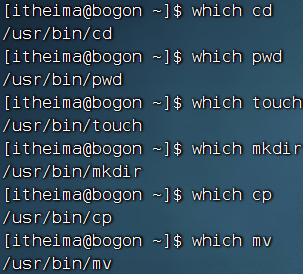 [itheima@bogon ~]$ which cd
/usr/bin/cd
[itheima@bogon ~]$ which pwd
/usr/bin/pwd
[itheima@bogon ~]$ which touch
/usr/bin/touch
[itheima@bogon ~]$ which mkdir
/usr/bin/mkdir
[itheima@bogon ~]$ which cp
/usr/bin/cp
[itheima@bogon ~]$ which mv
/usr/bin/mv